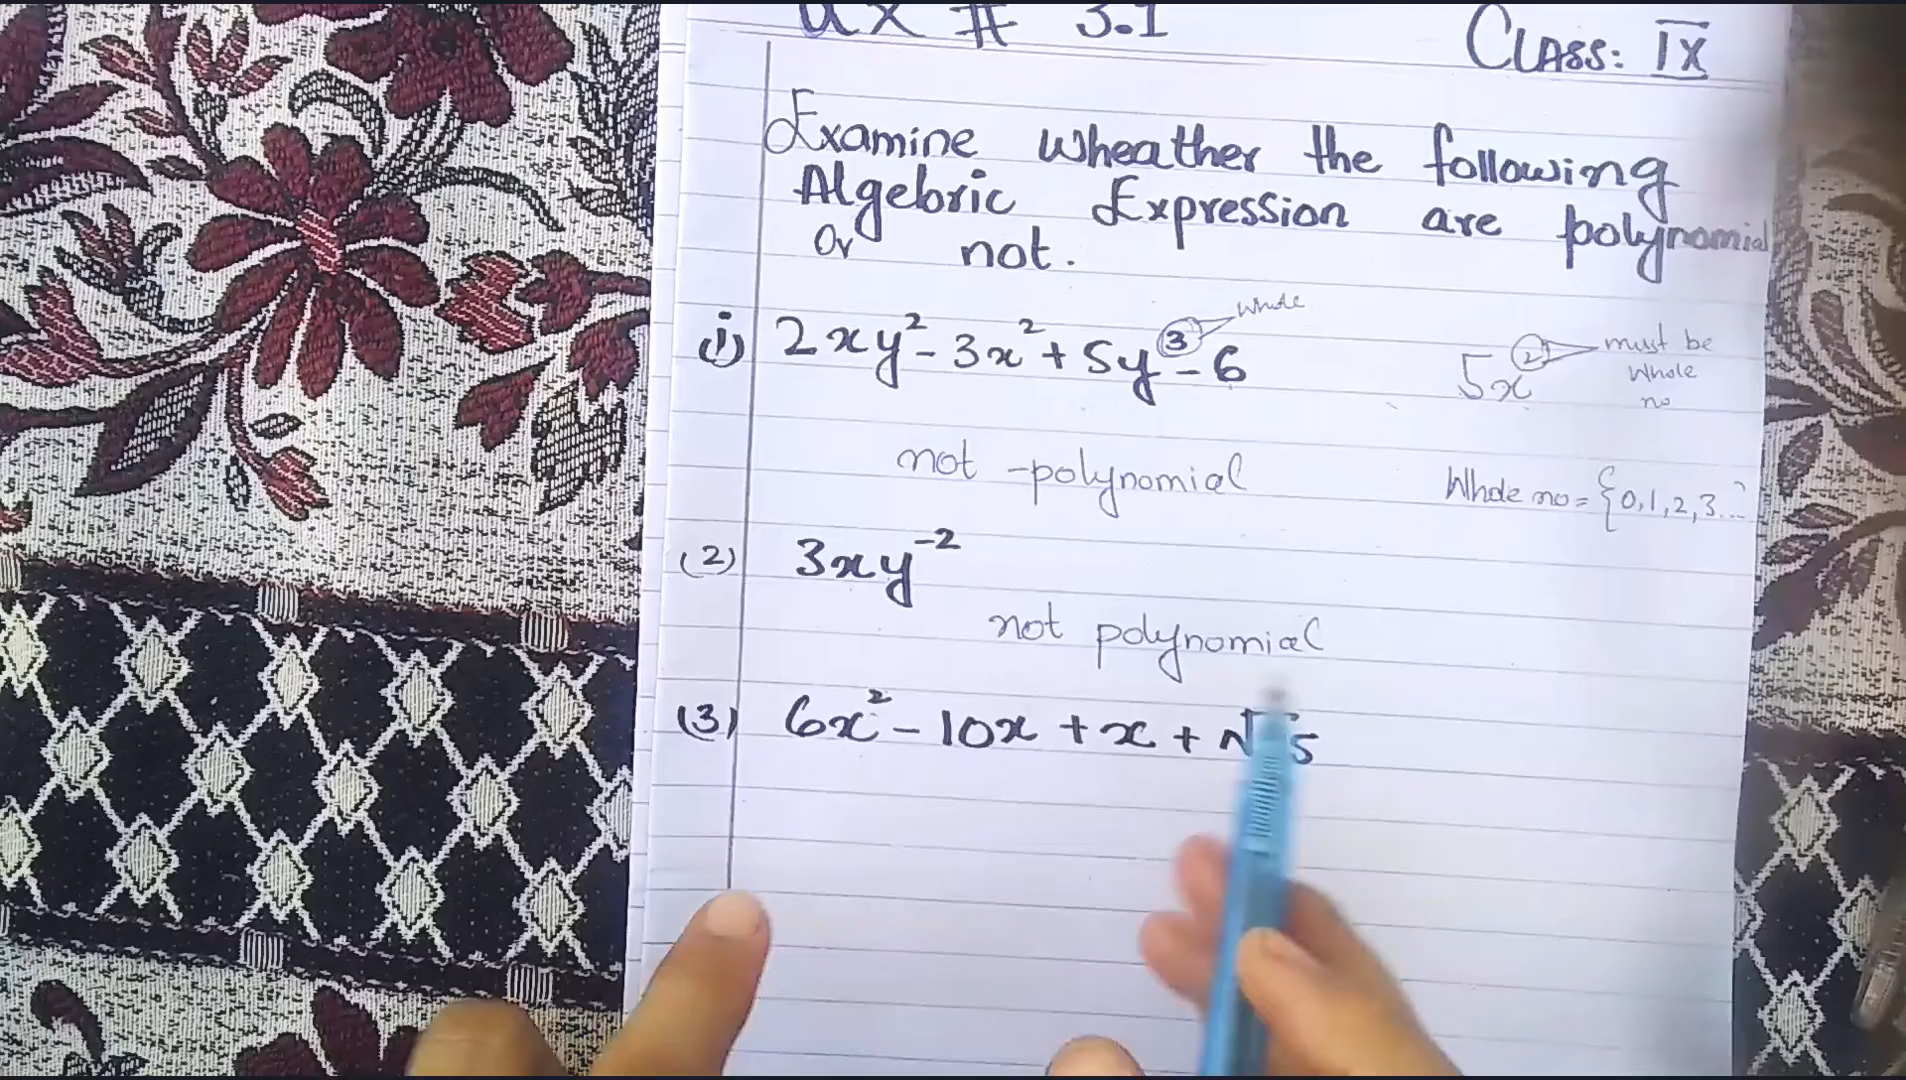 3.1
CLASS: IX
Examine Wheather the following
Algebric Expression are polynomial
Or not.
(i) 2xy² - 3x² + 5y³ - 6
Whole
5x² must be
Whole
no
not -polynomial
Whole no = {0,1,2,3...
(2) 3xy⁻²
not polynomial
(3) 6x² - 10x + x + √5